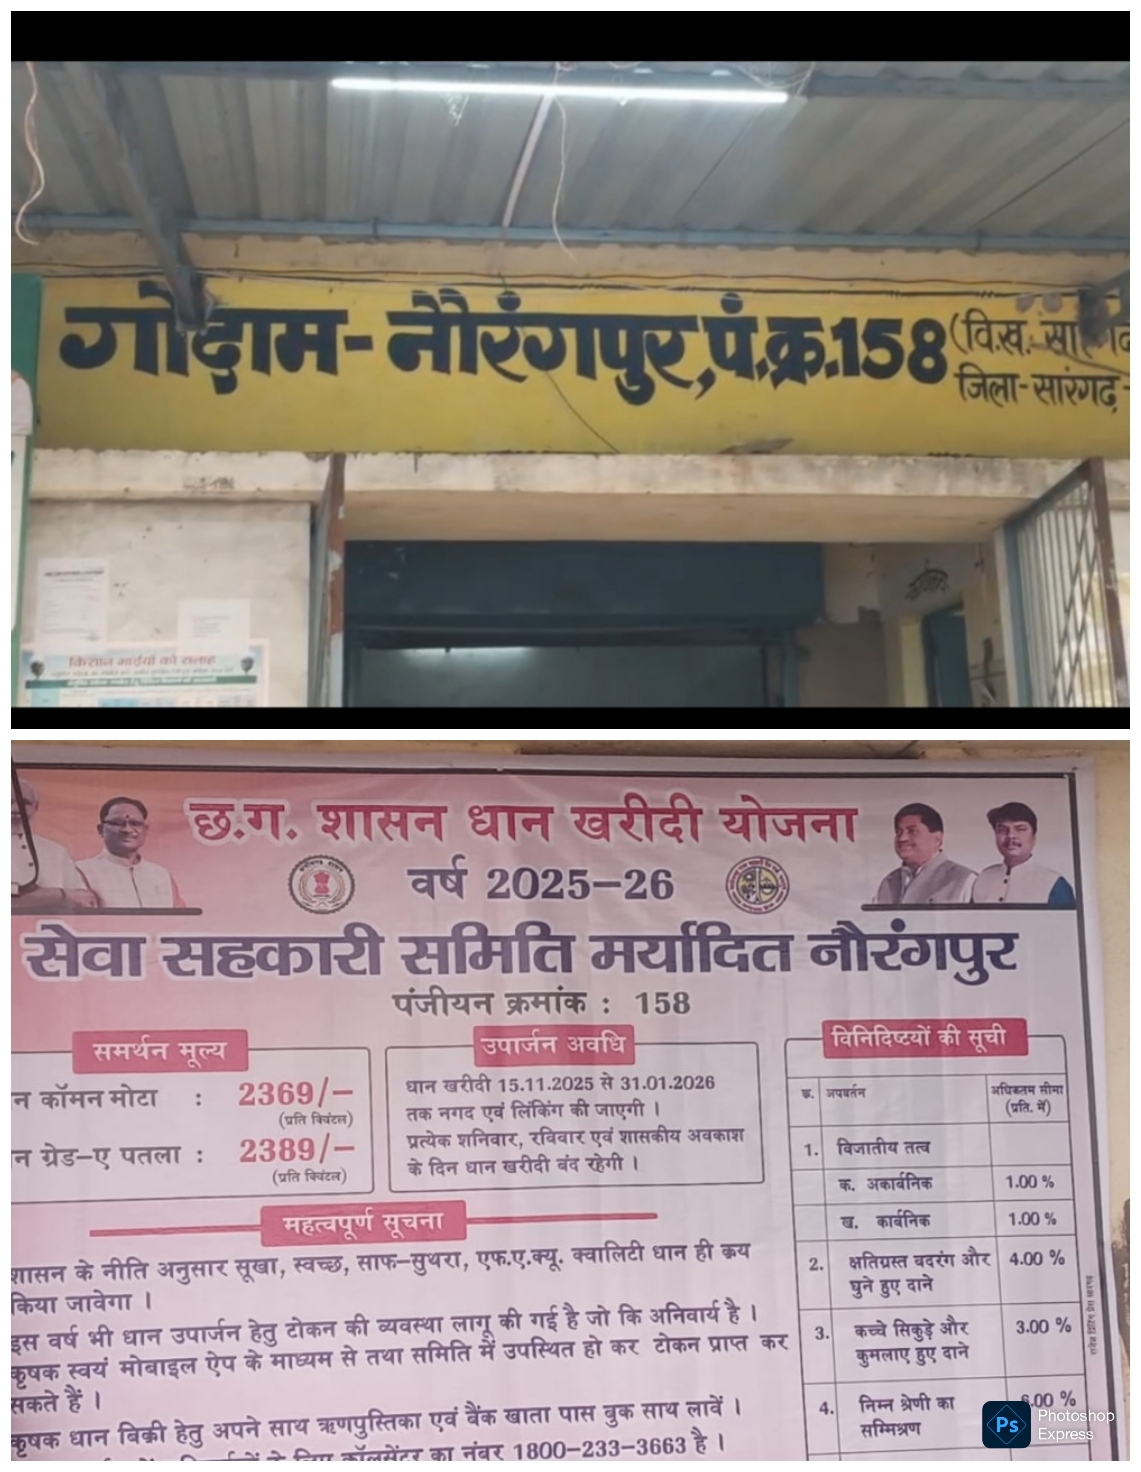 गोदाम-नौरंगपुर,पं.क्र.158
(वि.ख.-
जिला-सारंगढ़-
किसान भाईयों को सलाह
छ.ग. शासन धान खरीदी योजना
वर्ष 2025–26
सेवा सहकारी समिति मर्यादित नौरंगपुर
पंजीयन क्रमांक : 158
समर्थन मूल्य
न कॉमन मोटा : 2369/–
(प्रति क्विंटल)
न ग्रेड–ए पतला : 2389/–
(प्रति क्विंटल)
उपार्जन अवधि
धान खरीदी 15.11.2025 से 31.01.2026
तक नगद एवं लिंकिंग की जाएगी ।
प्रत्येक शनिवार, रविवार एवं शासकीय अवकाश
के दिन धान खरीदी बंद रहेगी ।
विनिदिष्टयों की सूची
क्र. अपवर्तन अधिकतम सीमा
(प्रति. में)
1. विजातीय तत्व
क. अकार्बनिक 1.00 %
ख. कार्बनिक 1.00 %
2. क्षतिग्रस्त बदरंग और 4.00 %
घुने हुए दाने
3. कच्चे सिकुड़े और 3.00 %
कुमलाए हुए दाने
4. निम्न श्रेणी का 6.00 %
सम्मिश्रण
महत्वपूर्ण सूचना
शासन के नीति अनुसार सूखा, स्वच्छ, साफ–सुथरा, एफ.ए.क्यू. क्वालिटी धान ही क्रय
किया जावेगा ।
इस वर्ष भी धान उपार्जन हेतु टोकन की व्यवस्था लागू की गई है जो कि अनिवार्य है ।
कृषक स्वयं मोबाइल ऐप के माध्यम से तथा समिति में उपस्थित हो कर टोकन प्राप्त कर
सकते हैं ।
कृषक धान बिक्री हेतु अपने साथ ऋणपुस्तिका एवं बैंक खाता पास बुक साथ लावें ।
लिए कॉलसेंटर का नंबर 1800–233–3663 है ।
Ps Photoshop
Express